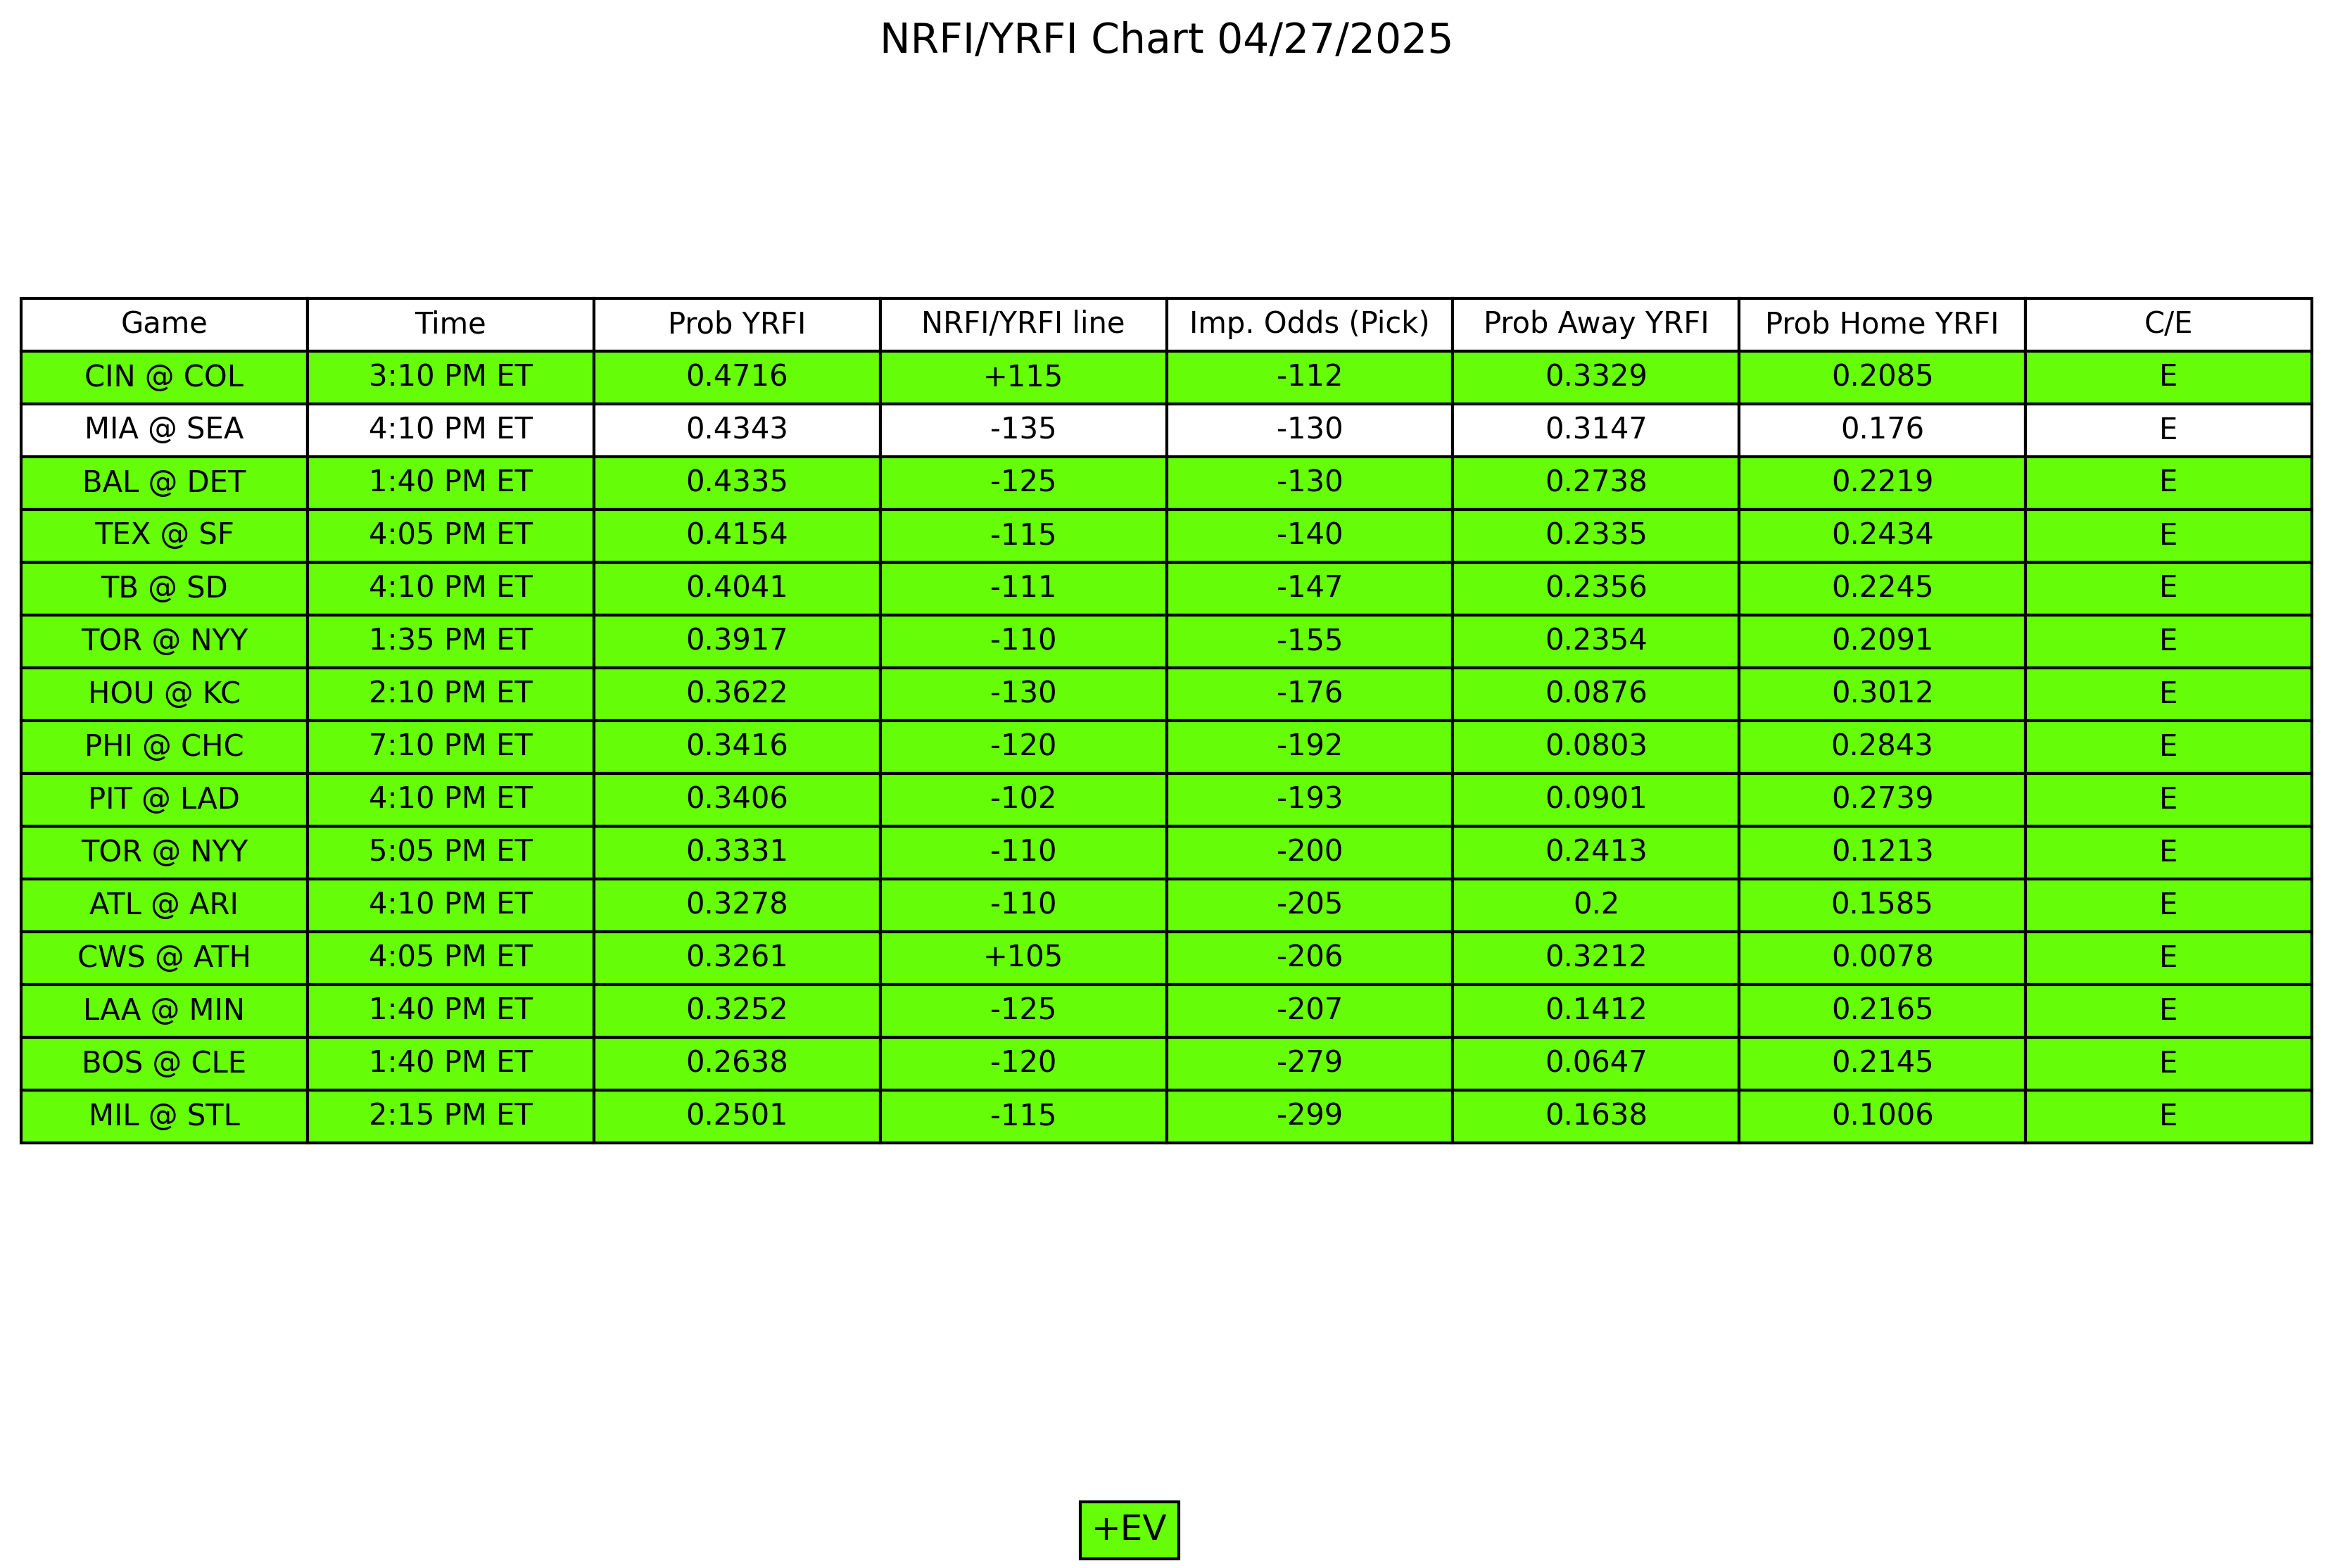 NRFI/YRFI Chart 04/27/2025
Game Time Prob YRFI NRFI/YRFI line Imp. Odds (Pick) Prob Away YRFI Prob Home YRFI C/E
CIN @ COL 3:10 PM ET 0.4716 +115 -112 0.3329 0.2085 E
MIA @ SEA 4:10 PM ET 0.4343 -135 -130 0.3147 0.176 E
BAL @ DET 1:40 PM ET 0.4335 -125 -130 0.2738 0.2219 E
TEX @ SF 4:05 PM ET 0.4154 -115 -140 0.2335 0.2434 E
TB @ SD 4:10 PM ET 0.4041 -111 -147 0.2356 0.2245 E
TOR @ NYY 1:35 PM ET 0.3917 -110 -155 0.2354 0.2091 E
HOU @ KC 2:10 PM ET 0.3622 -130 -176 0.0876 0.3012 E
PHI @ CHC 7:10 PM ET 0.3416 -120 -192 0.0803 0.2843 E
PIT @ LAD 4:10 PM ET 0.3406 -102 -193 0.0901 0.2739 E
TOR @ NYY 5:05 PM ET 0.3331 -110 -200 0.2413 0.1213 E
ATL @ ARI 4:10 PM ET 0.3278 -110 -205 0.2 0.1585 E
CWS @ ATH 4:05 PM ET 0.3261 +105 -206 0.3212 0.0078 E
LAA @ MIN 1:40 PM ET 0.3252 -125 -207 0.1412 0.2165 E
BOS @ CLE 1:40 PM ET 0.2638 -120 -279 0.0647 0.2145 E
MIL @ STL 2:15 PM ET 0.2501 -115 -299 0.1638 0.1006 E
+EV